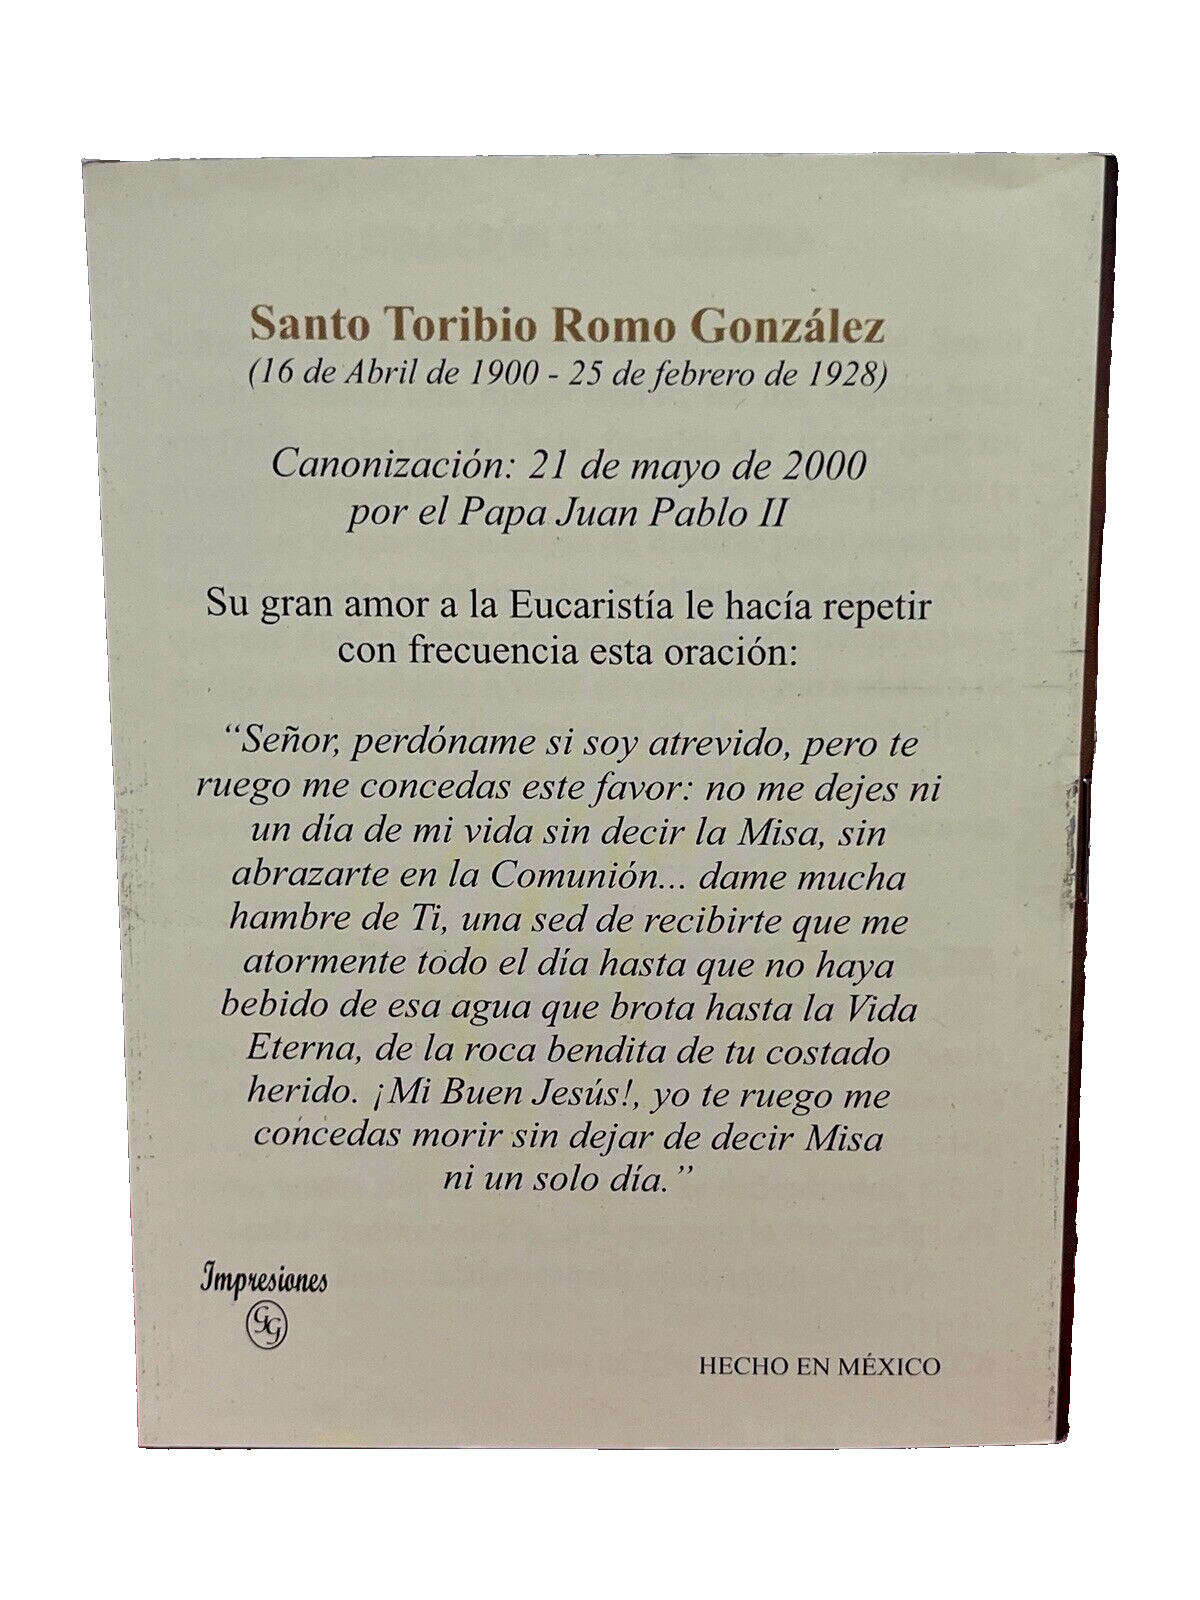 Santo Toribio Romo González
(16 de Abril de 1900 - 25 de febrero de 1928)
Canonización: 21 de mayo de 2000
por el Papa Juan Pablo II
Su gran amor a la Eucaristía le hacía repetir
con frecuencia esta oración:
“Señor, perdóname si soy atrevido, pero te
ruego me concedas este favor: no me dejes ni
un día de mi vida sin decir la Misa, sin
abrazarte en la Comunión... dame mucha
hambre de Ti, una sed de recibirte que me
atormente todo el día hasta que no haya
bebido de esa agua que brota hasta la Vida
Eterna, de la roca bendita de tu costado
herido. ¡Mi Buen Jesús!, yo te ruego me
concedas morir sin dejar de decir Misa
ni un solo día.”
Impresiones
GG
HECHO EN MÉXICO